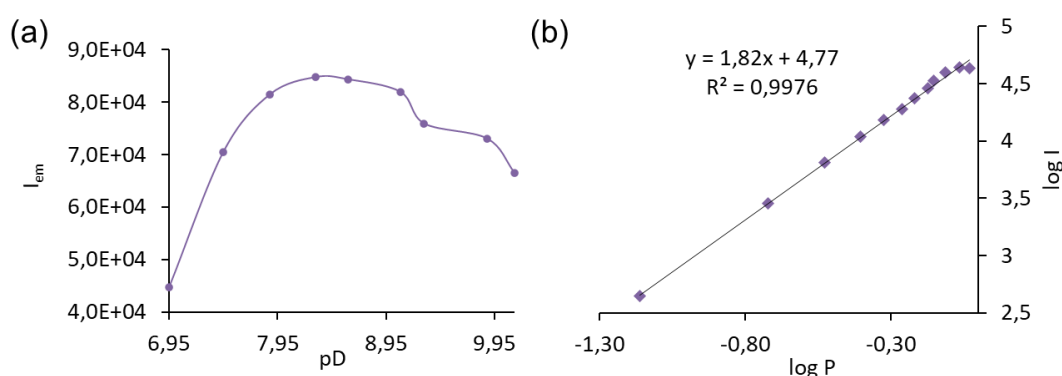 (a)
9,0E+04
8,0E+04
7,0E+04
6,0E+04
5,0E+04
4,0E+04
I_em
6,95 7,95 8,95 9,95
pD
(b)
y = 1,82x + 4,77
R² = 0,9976
5
4,5
4
3,5
3
2,5
log I
-1,30 -0,80 -0,30
log P